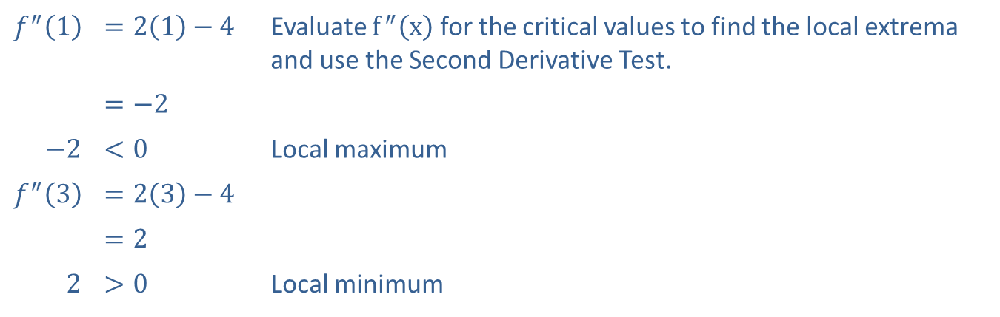 f″(1) = 2(1) − 4 Evaluate f″(x) for the critical values to find the local extrema
and use the Second Derivative Test.
= −2
−2 < 0 Local maximum
f″(3) = 2(3) − 4
= 2
2 > 0 Local minimum